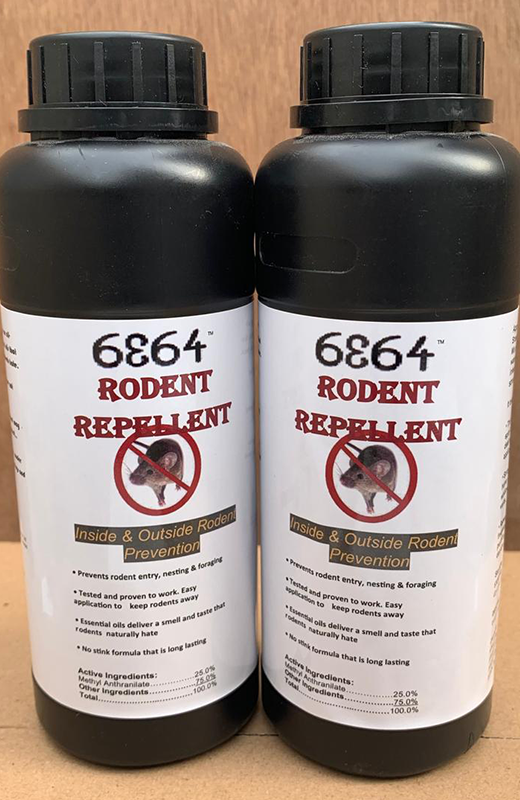 6864™
RODENT
REPELLENT
Inside & Outside Rodent
Prevention
• Prevents rodent entry, nesting & foraging
• Tested and proven to work. Easy
application to keep rodents away
• Essential oils deliver a smell and taste that
rodents naturally hate
• No stink formula that is long lasting
Active Ingredients:
Methyl Anthranilate..................25.0%
Other Ingredients....................75.0%
Total....................................100.0%
6864™
RODENT
REPELLENT
Inside & Outside Rodent
Prevention
• Prevents rodent entry, nesting & foraging
• Tested and proven to work. Easy
application to keep rodents away
• Essential oils deliver a smell and taste that
rodents naturally hate
• No stink formula that is long lasting
Active Ingredients:
Methyl Anthranilate..................25.0%
Other Ingredients....................75.0%
Total....................................100.0%